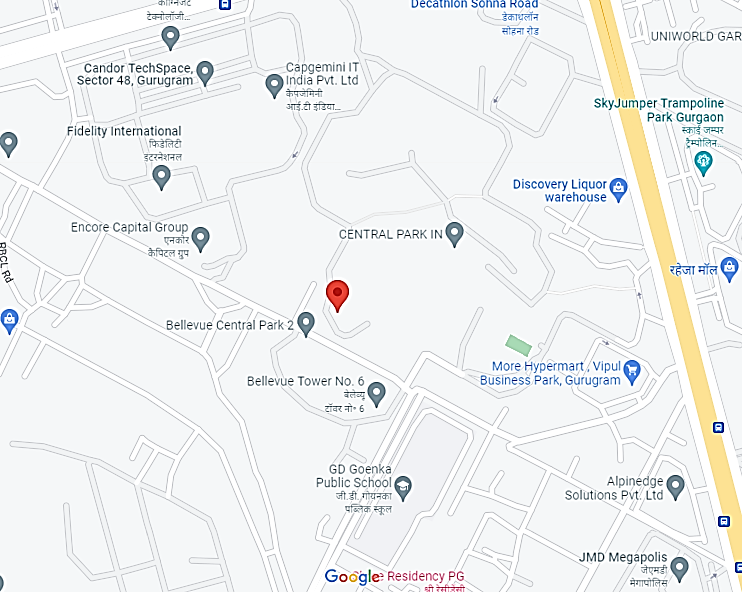 Decathlon Sohna Road
डेकाथलॉन
सोहना रोड
कॉग्निजेंट
टेक्नोलॉजी...
UNIWORLD GAR
Candor TechSpace,
Sector 48, Gurugram
Capgemini IT
India Pvt. Ltd
कैपजेमिनी
आई.टी इंडिया...
SkyJumper Trampoline
Park Gurgaon
स्काई जम्पर
ट्रैम्पोलिन...
Fidelity International
फिडेलिटी
इंटरनेशनल
Discovery Liquor
warehouse
Encore Capital Group
एनकोर
कैपिटल ग्रुप
CENTRAL PARK IN
RBCL Rd
रहेजा मॉल
Bellevue Central Park 2
More Hypermart , Vipul
Business Park, Gurugram
Bellevue Tower No. 6
बेलेव्यू
टॉवर नो॰ 6
GD Goenka
Public School
जी.डी. गोयनका
पब्लिक स्कूल
Alpinedge
Solutions Pvt. Ltd
JMD Megapolis
जेएमडी
मेगापोलिस
Google
Residency PG
श्री रेसीडेंसी